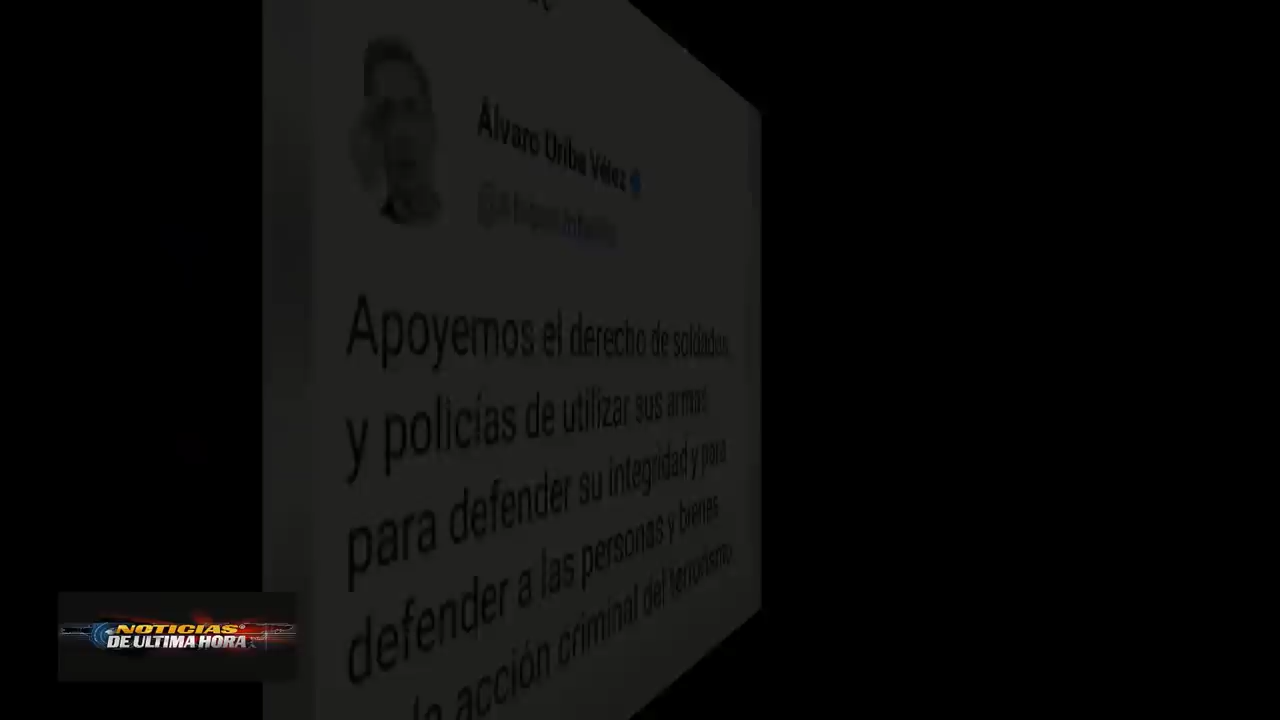 Álvaro Uribe Vélez
Apoyemos el derecho de soldados
y policías de utilizar sus armas
para defender su integridad y para
defender a las personas y bienes
acción criminal del terrorismo
NOTICIAS
DE ULTIMA HORA